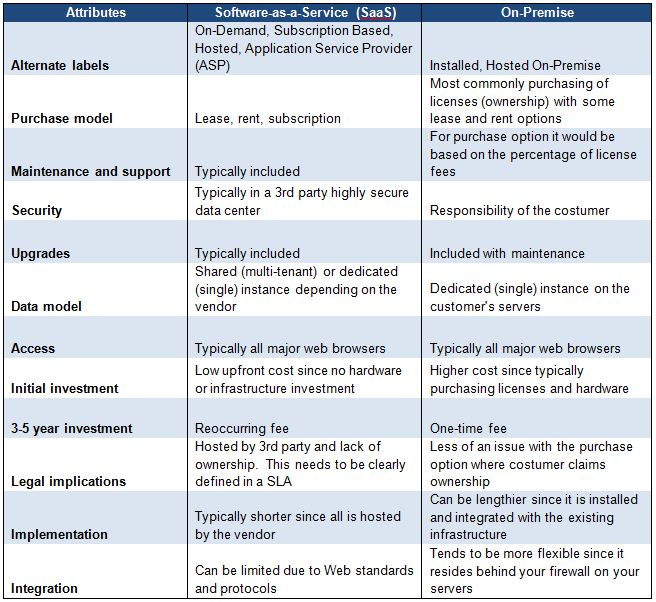 Attributes Software-as-a-Service (SaaS) On-Premise
Alternate labels
On-Demand, Subscription Based,
Hosted, Application Service Provider
(ASP)
Installed, Hosted On-Premise
Purchase model
Lease, rent, subscription
Most commonly purchasing of
licenses (ownership) with some
lease and rent options
Maintenance and support
Typically included
For purchase option it would be
based on the percentage of license
fees
Security
Typically in a 3rd party highly secure
data center
Responsibility of the costumer
Upgrades
Typically included
Included with maintenance
Data model
Shared (multi-tenant) or dedicated
(single) instance depending on the
vendor
Dedicated (single) instance on the
customer's servers
Access
Typically all major web browsers
Typically all major web browsers
Initial investment
Low upfront cost since no hardware
or infrastructure investment
Higher cost since typically
purchasing licenses and hardware
3-5 year investment
Reoccurring fee
One-time fee
Legal implications
Hosted by 3rd party and lack of
ownership. This needs to be clearly
defined in a SLA
Less of an issue with the purchase
option where costumer claims
ownership
Implementation
Typically shorter since all is hosted
by the vendor
Can be lengthier since it is installed
and integrated with the existing
infrastructure
Integration
Can be limited due to Web standards
and protocols
Tends to be more flexible since it
resides behind your firewall on your
servers